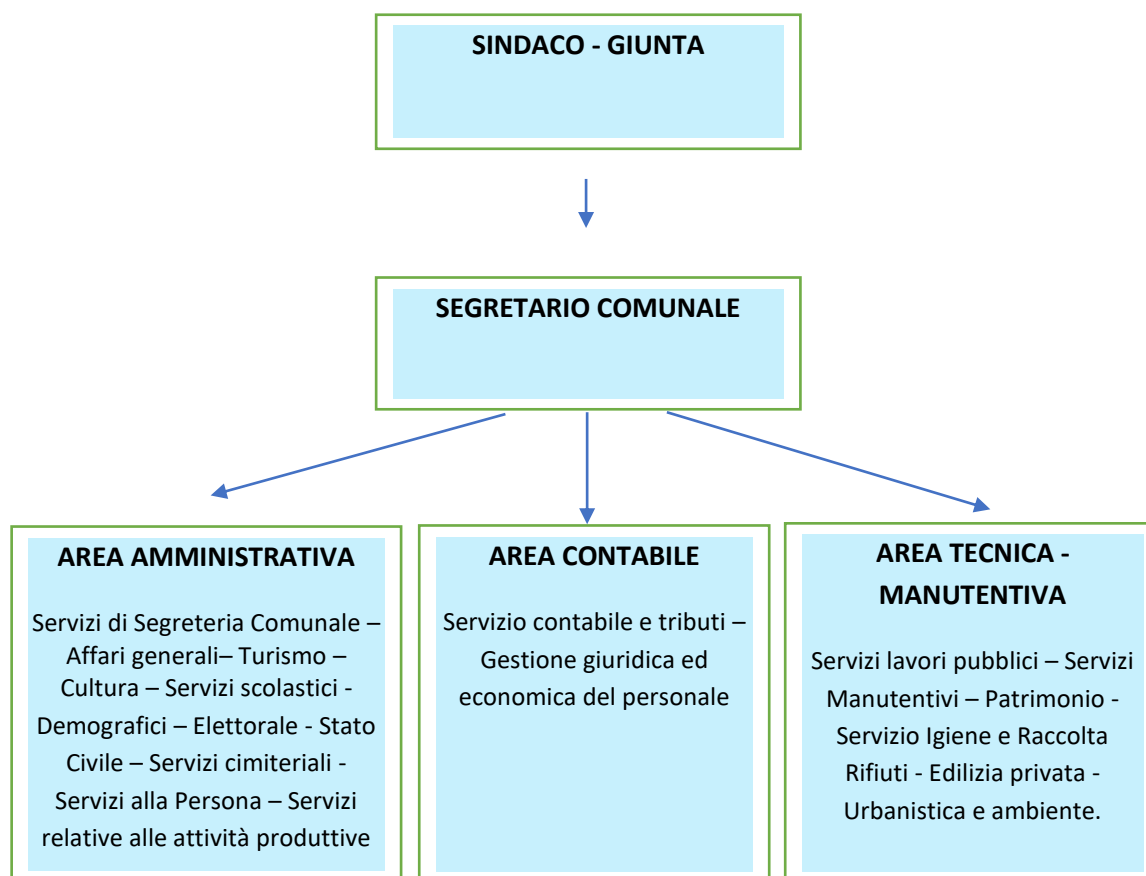 SINDACO - GIUNTA
SEGRETARIO COMUNALE
AREA AMMINISTRATIVA
Servizi di Segreteria Comunale –
Affari generali– Turismo –
Cultura – Servizi scolastici -
Demografici – Elettorale - Stato
Civile – Servizi cimiteriali -
Servizi alla Persona – Servizi
relative alle attività produttive
AREA CONTABILE
Servizio contabile e tributi –
Gestione giuridica ed
economica del personale
AREA TECNICA -
MANUTENTIVA
Servizi lavori pubblici – Servizi
Manutentivi – Patrimonio -
Servizio Igiene e Raccolta
Rifiuti - Edilizia privata -
Urbanistica e ambiente.